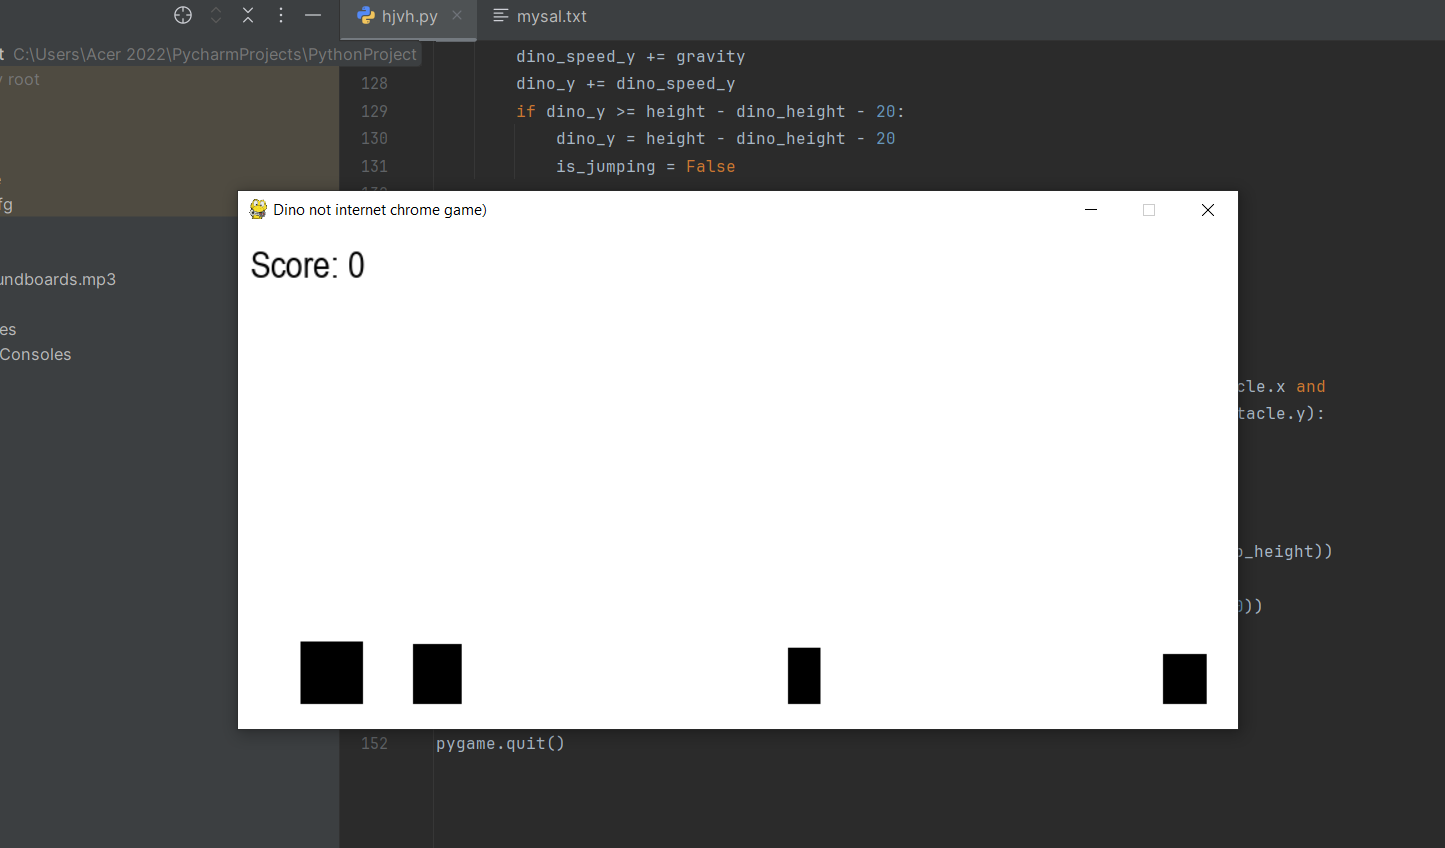 hjvh.py
mysal.txt
C:\Users\Acer 2022\PycharmProjects\PythonProject
root
dino_speed_y += gravity
128 dino_y += dino_speed_y
129 if dino_y >= height - dino_height - 20:
130 dino_y = height - dino_height - 20
131 is_jumping = False
Dino not internet chrome game)
Score: 0
undboards.mp3
es
Consoles
cle.x and
tacle.y):
o_height))
0))
152 pygame.quit()